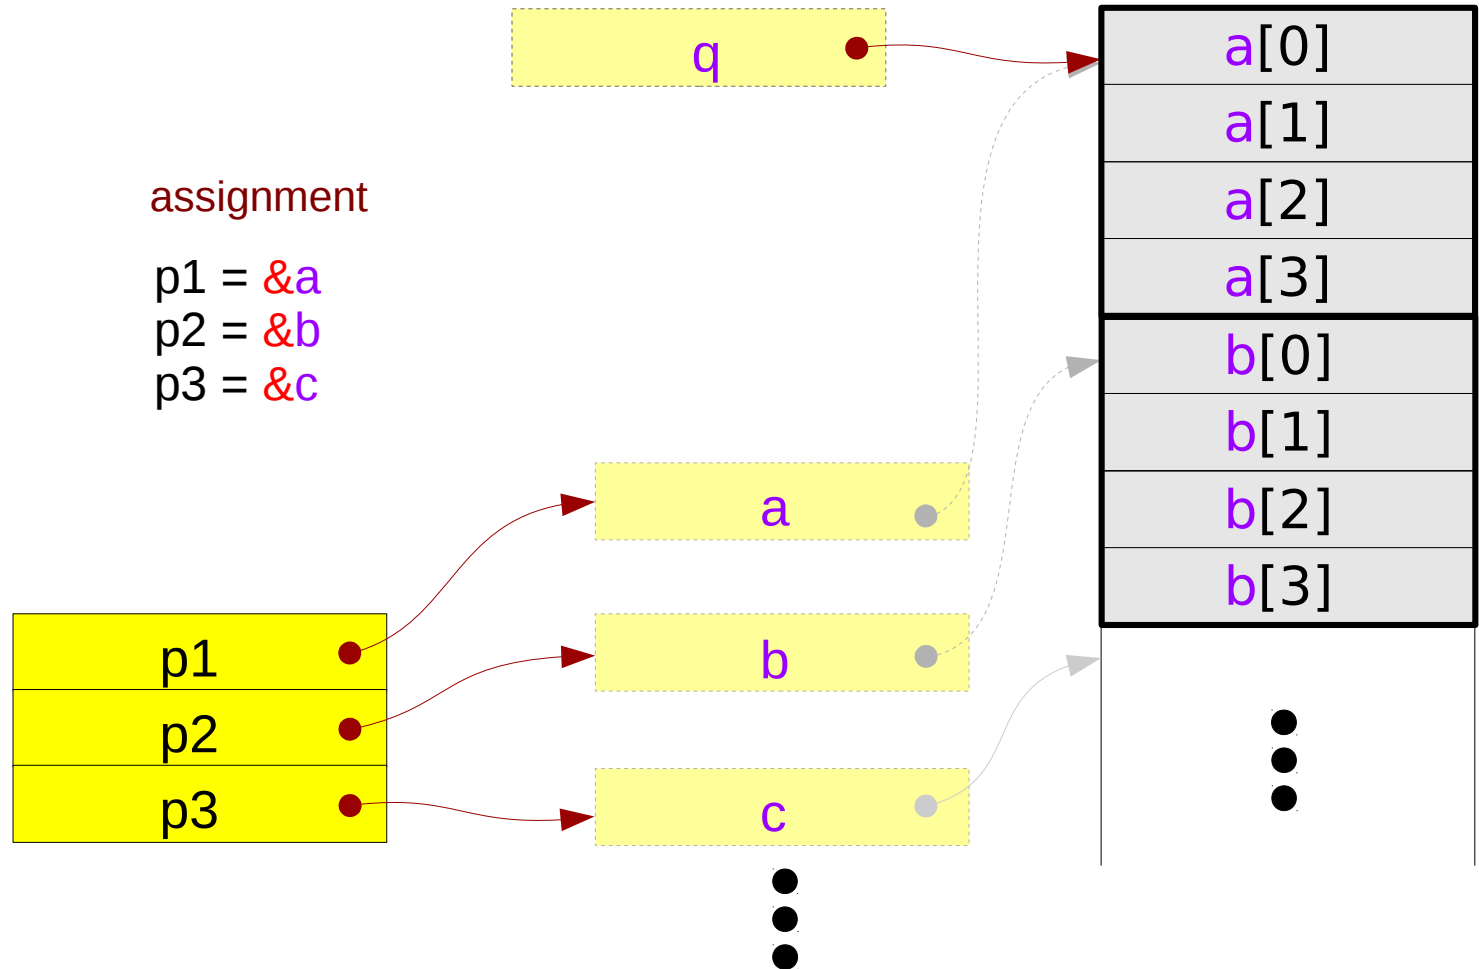 q
assignment
p1 = &a
p2 = &b
p3 = &c
a
b
c
p1
p2
p3
a[0]
a[1]
a[2]
a[3]
b[0]
b[1]
b[2]
b[3]